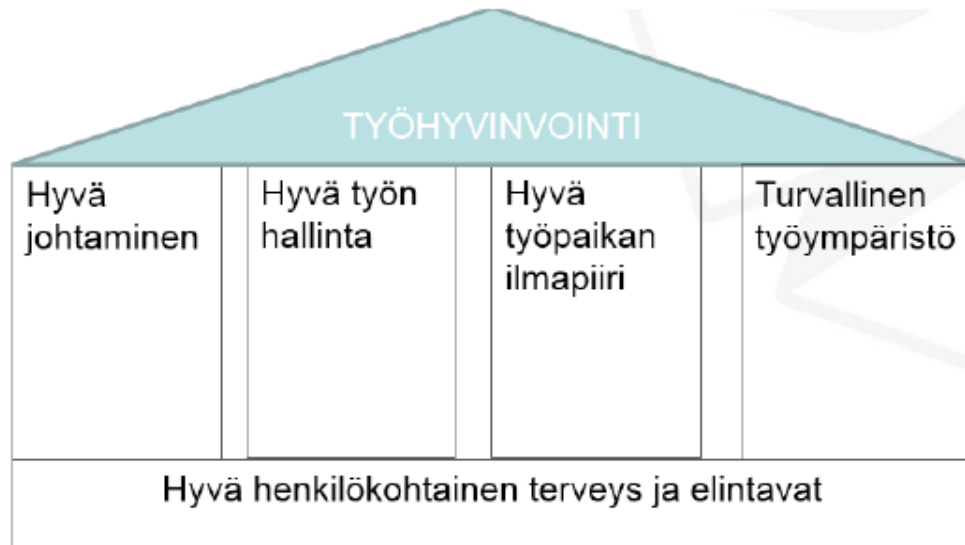 TYÖHYVINVOINTI
Hyvä
johtaminen
Hyvä työn
hallinta
Hyvä
työpaikan
ilmapiiri
Turvallinen
työympäristö
Hyvä henkilökohtainen terveys ja elintavat